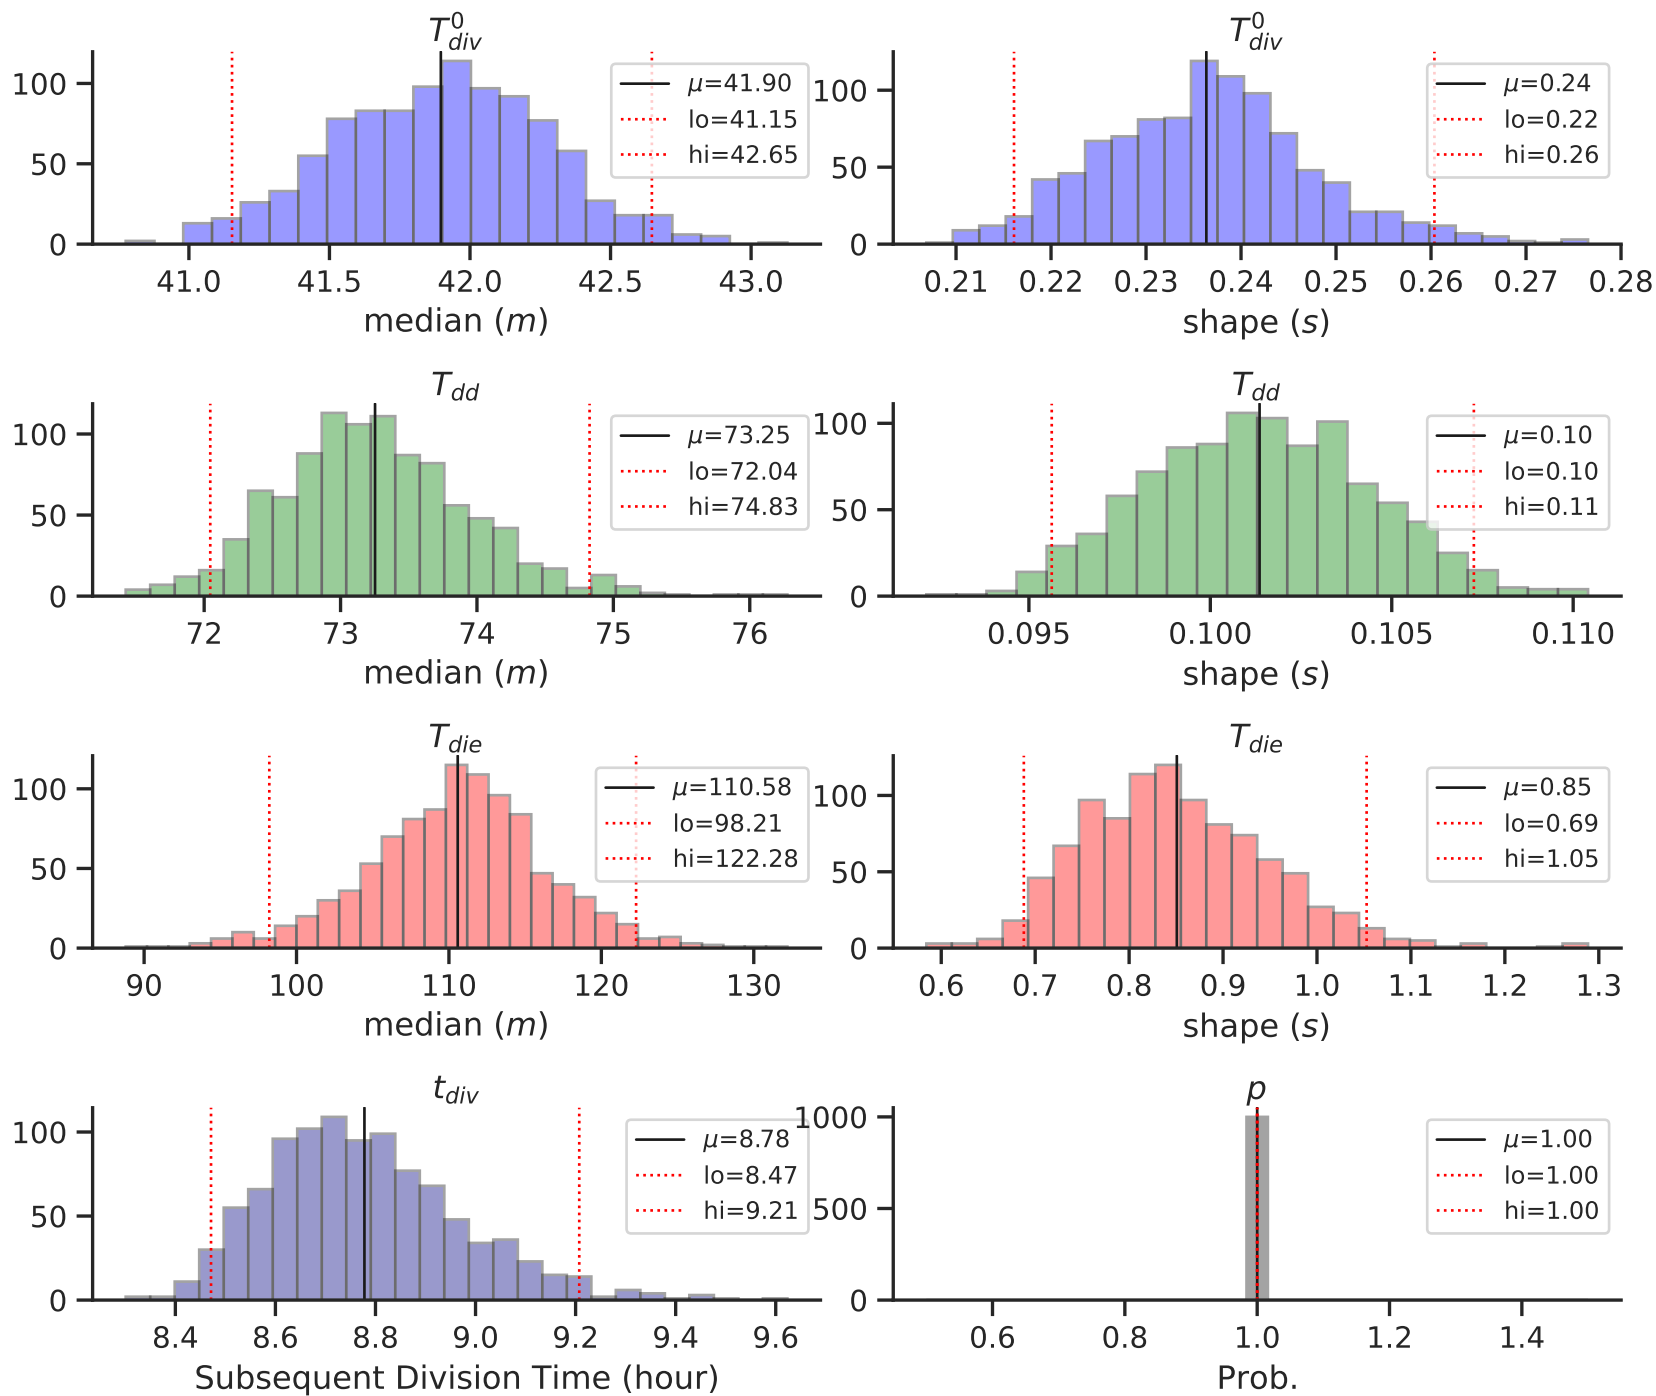 T⁰div
100
50
0
μ=41.90
lo=41.15
hi=42.65
41.0 41.5 42.0 42.5 43.0
median (m)
T⁰div
100
50
0
μ=0.24
lo=0.22
hi=0.26
0.21 0.22 0.23 0.24 0.25 0.26 0.27 0.28
shape (s)
Tdd
100
50
0
μ=73.25
lo=72.04
hi=74.83
72 73 74 75 76
median (m)
Tdd
100
50
0
μ=0.10
lo=0.10
hi=0.11
0.095 0.100 0.105 0.110
shape (s)
Tdie
100
50
0
μ=110.58
lo=98.21
hi=122.28
90 100 110 120 130
median (m)
Tdie
100
50
0
μ=0.85
lo=0.69
hi=1.05
0.6 0.7 0.8 0.9 1.0 1.1 1.2 1.3
shape (s)
tdiv
100
50
0
μ=8.78
lo=8.47
hi=9.21
8.4 8.6 8.8 9.0 9.2 9.4 9.6
Subsequent Division Time (hour)
p
1000
500
0
μ=1.00
lo=1.00
hi=1.00
0.6 0.8 1.0 1.2 1.4
Prob.